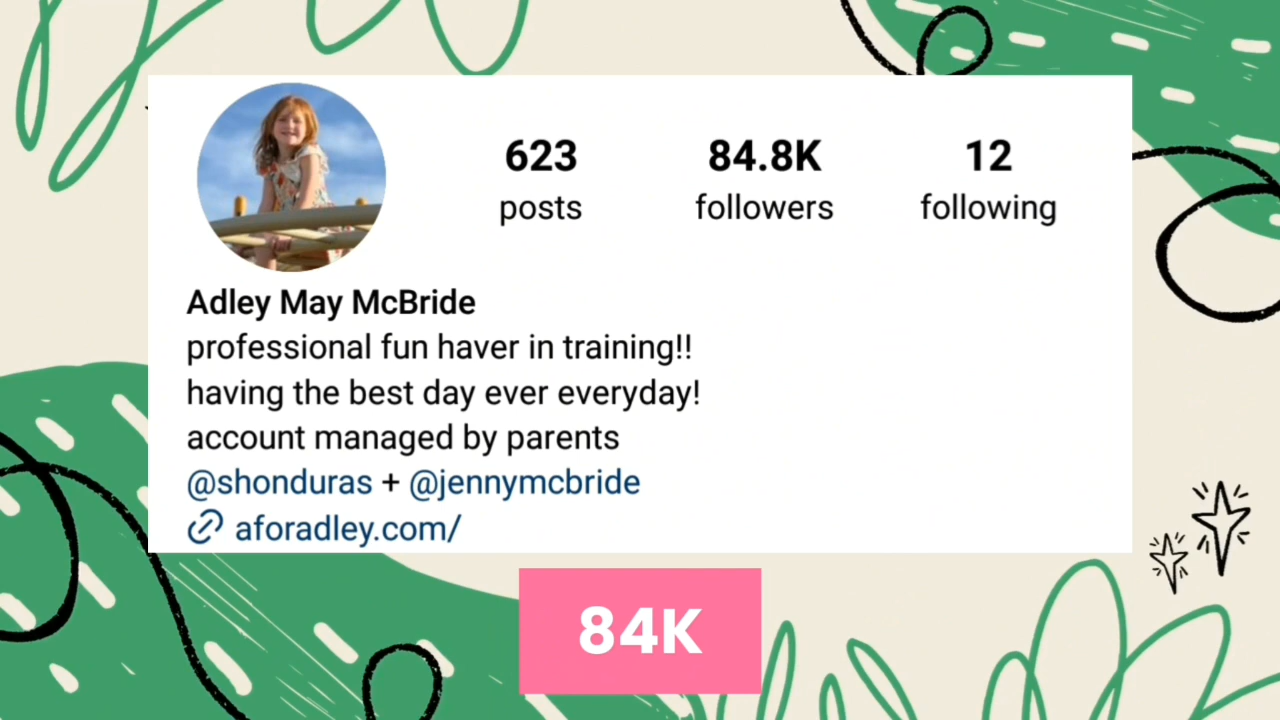 623 84.8K 12
posts followers following
Adley May McBride
professional fun haver in training!!
having the best day ever everyday!
account managed by parents
@shonduras + @jennymcbride
aforadley.com/
84K